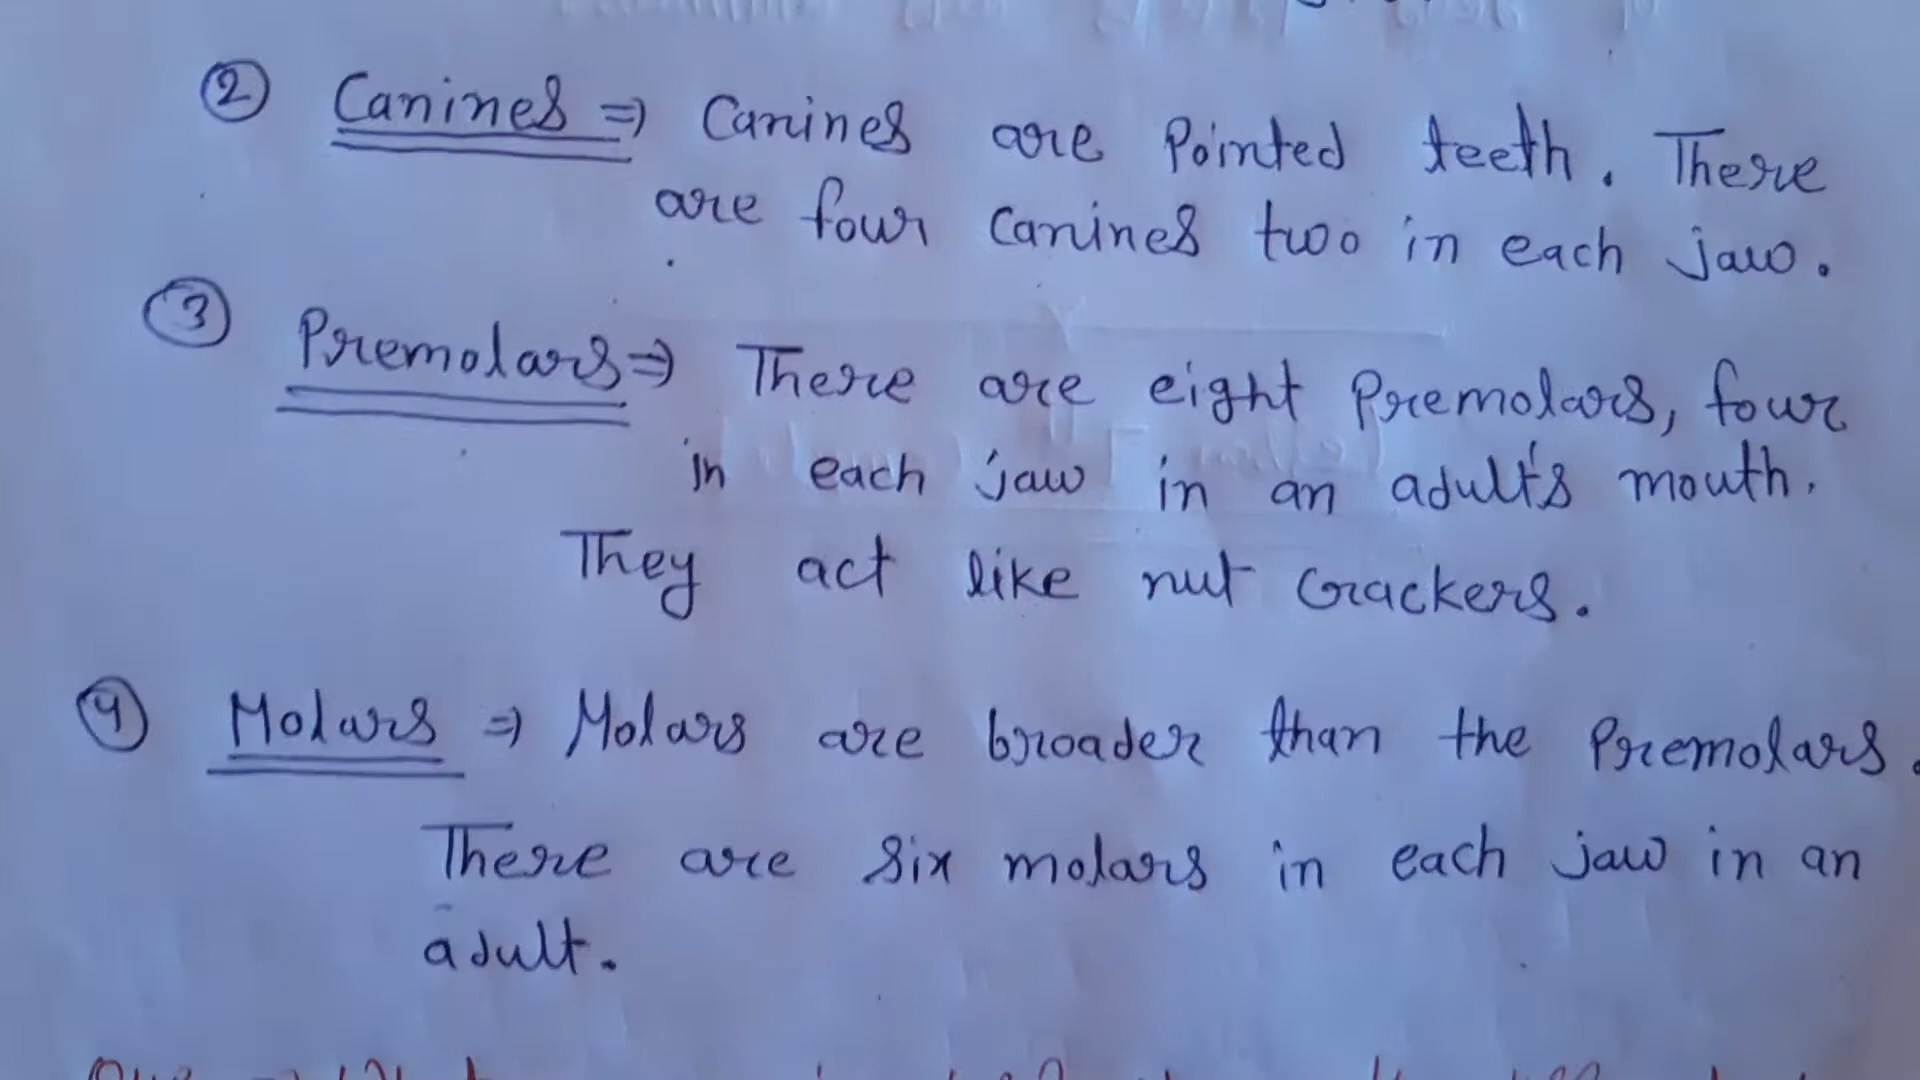 ② Canines ⇒ Canines are Pointed teeth. There
are four Canines two in each jaw.
③ Premolars ⇒ There are eight Premolars, four
in each jaw in an adult's mouth.
They act like nut Crackers.
④ Molars ⇒ Molars are broader than the Premolars.
There are six molars in each jaw in an
adult.